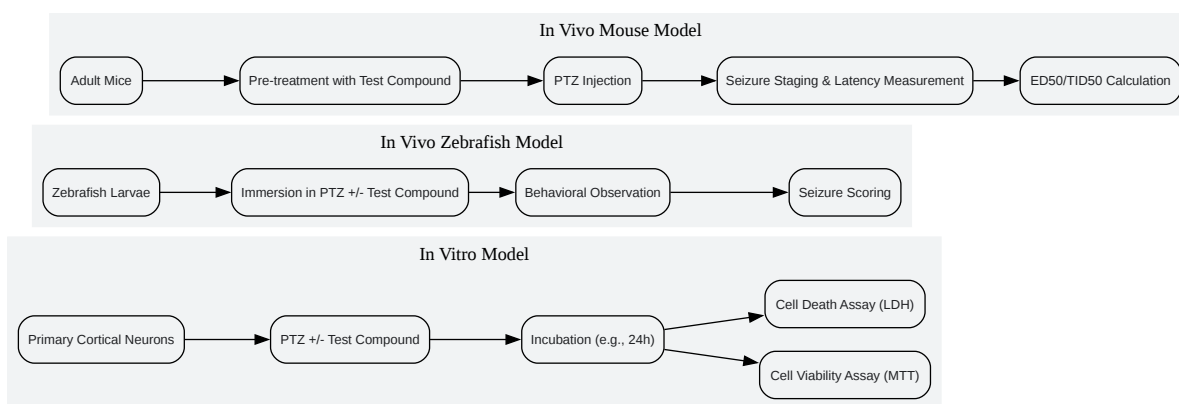 In Vivo Mouse Model
Adult Mice
Pre-treatment with Test Compound
PTZ Injection
Seizure Staging & Latency Measurement
ED50/TID50 Calculation
In Vivo Zebrafish Model
Zebrafish Larvae
Immersion in PTZ +/- Test Compound
Behavioral Observation
Seizure Scoring
In Vitro Model
Primary Cortical Neurons
PTZ +/- Test Compound
Incubation (e.g., 24h)
Cell Death Assay (LDH)
Cell Viability Assay (MTT)